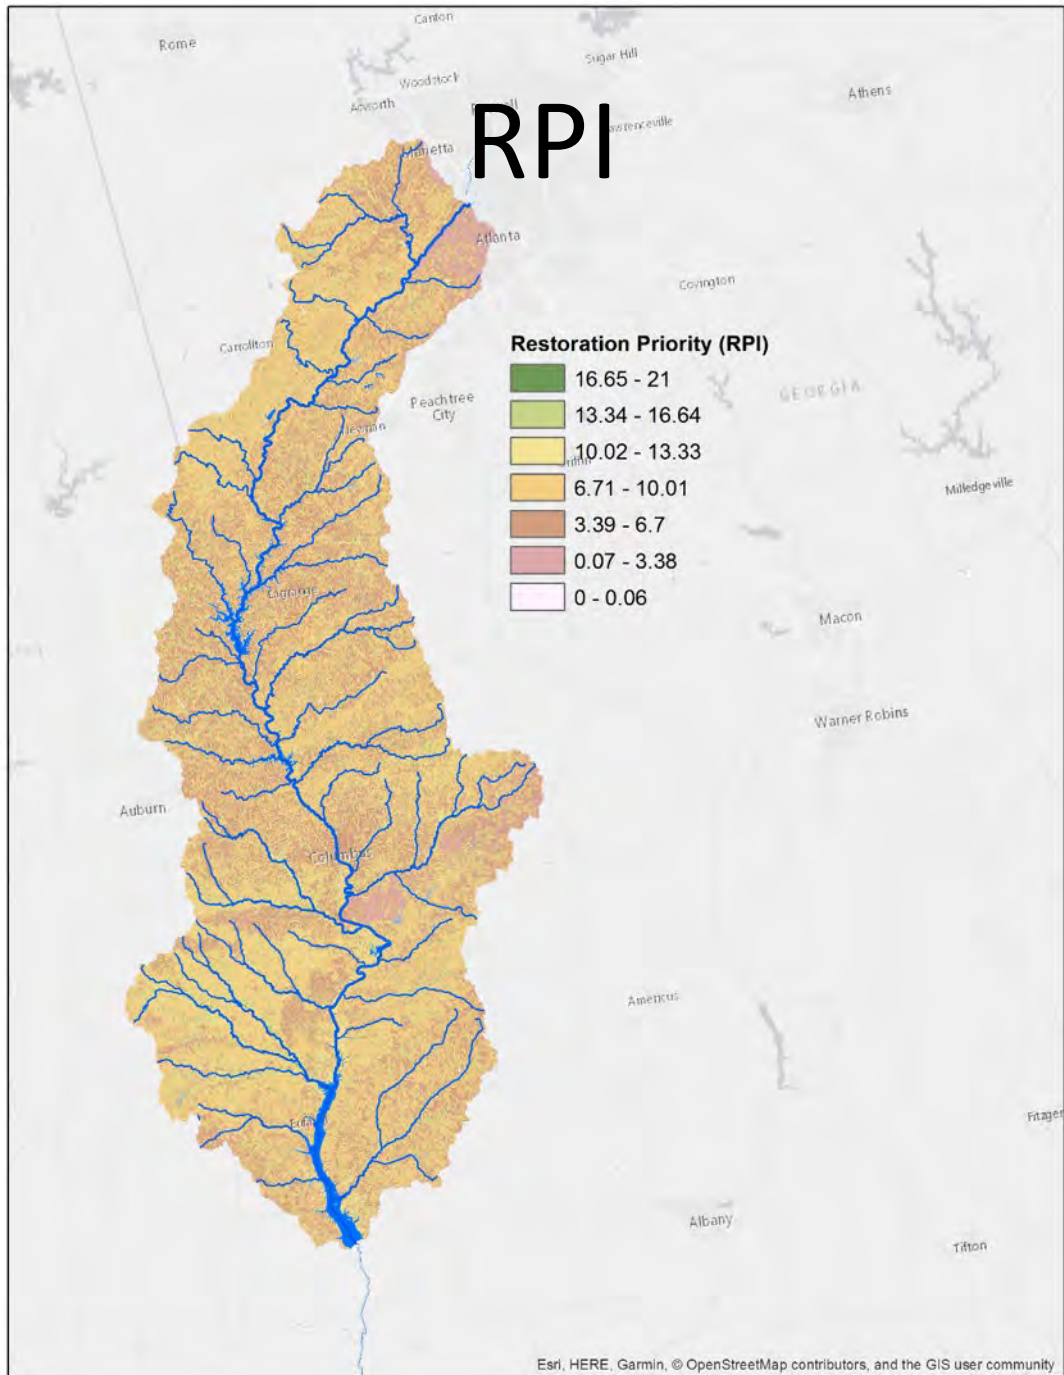 Canton
Rome
Sugar Hill
Woodstock
Athens
RPI
Marietta
Atlanta
Covington
Restoration Priority (RPI)
Carrollton
16.65 - 21
13.34 - 16.64
GEORGIA
Peachtree
City
10.02 - 13.33
6.71 - 10.01
Milledgeville
3.39 - 6.7
0.07 - 3.38
0 - 0.06
Lagrange
Macon
Warner Robins
Auburn
Columbus
Americus
Albany
Tifton
Esri, HERE, Garmin, © OpenStreetMap contributors, and the GIS user community